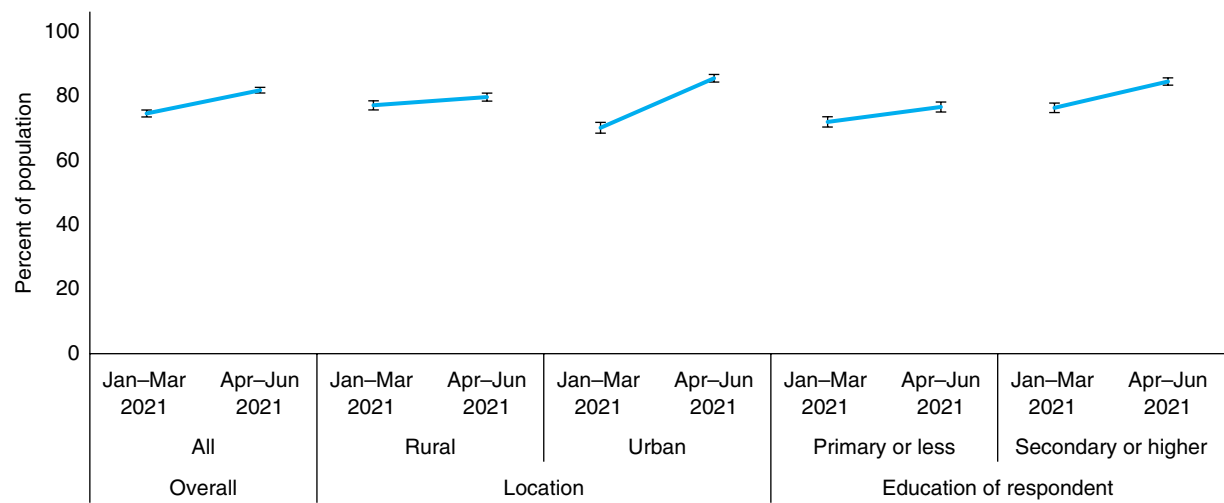 Percent of population
100
80
60
40
20
0
Jan–Mar 2021
Apr–Jun 2021
Jan–Mar 2021
Apr–Jun 2021
Jan–Mar 2021
Apr–Jun 2021
Jan–Mar 2021
Apr–Jun 2021
Jan–Mar 2021
Apr–Jun 2021
All
Rural
Urban
Primary or less
Secondary or higher
Overall
Location
Education of respondent